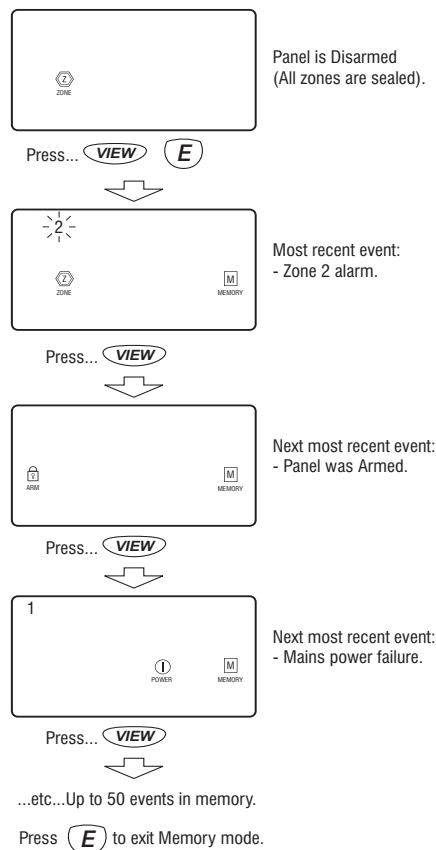 Panel is Disarmed
(All zones are sealed).
Z
ZONE
Press... VIEW E
2
Most recent event:
- Zone 2 alarm.
Z
ZONE
M
MEMORY
Press... VIEW
Next most recent event:
- Panel was Armed.
ARM
M
MEMORY
Press... VIEW
1
Next most recent event:
- Mains power failure.
POWER
M
MEMORY
Press... VIEW
...etc...Up to 50 events in memory.
Press E to exit Memory mode.